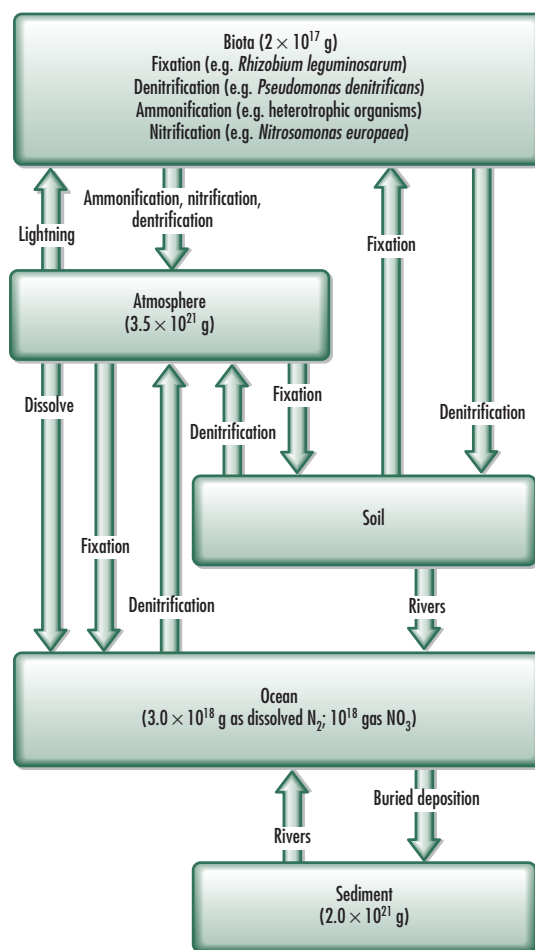 Biota (2 × 10¹⁷ g)
Fixation (e.g. Rhizobium leguminosarum)
Denitrification (e.g. Pseudomonas denitrificans)
Ammonification (e.g. heterotrophic organisms)
Nitrification (e.g. Nitrosomonas europaea)
Ammonification, nitrification,
dentrification
Lightning
Fixation
Atmosphere
(3.5 × 10²¹ g)
Dissolve
Fixation
Denitrification
Denitrification
Soil
Fixation
Denitrification
Rivers
Ocean
(3.0 × 10¹⁸ g as dissolved N₂; 10¹⁸ gas NO₃)
Buried deposition
Rivers
Sediment
(2.0 × 10²¹ g)